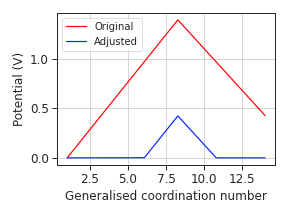 Original
Adjusted
Potential (V)
1.0
0.5
0.0
2.5 5.0 7.5 10.0 12.5
Generalised coordination number